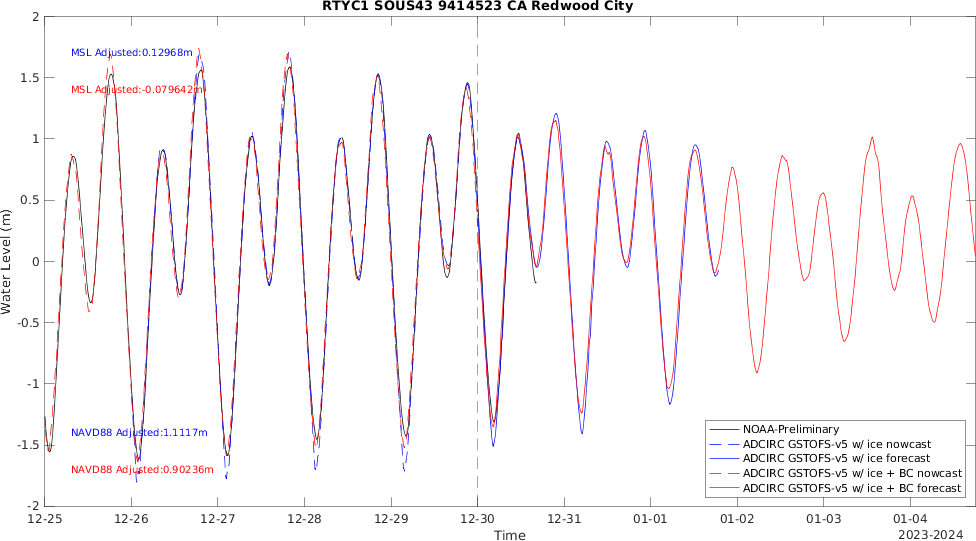 RTYC1 SOUS43 9414523 CA Redwood City
2
1.5
1
0.5
0
-0.5
-1
-1.5
-2
Water Level (m)
MSL Adjusted:0.12968m
MSL Adjusted:-0.079642m
NAVD88 Adjusted:1.1117m
NAVD88 Adjusted:0.90236m
NOAA-Preliminary
ADCIRC GSTOFS-v5 w/ ice nowcast
ADCIRC GSTOFS-v5 w/ ice forecast
ADCIRC GSTOFS-v5 w/ ice + BC nowcast
ADCIRC GSTOFS-v5 w/ ice + BC forecast
12-25 12-26 12-27 12-28 12-29 12-30 12-31 01-01 01-02 01-03 01-04
Time
2023-2024